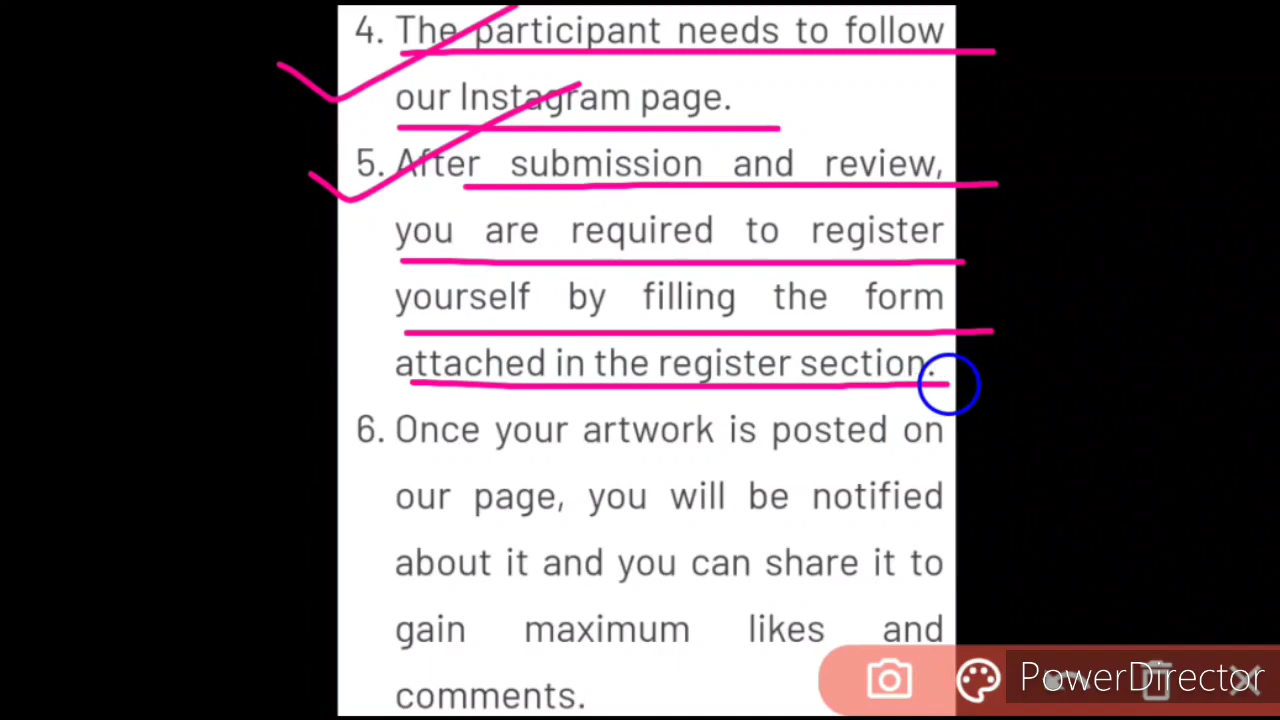 4. The participant needs to follow
our Instagram page.
5. After submission and review,
you are required to register
yourself by filling the form
attached in the register section.
6. Once your artwork is posted on
our page, you will be notified
about it and you can share it to
gain maximum likes and
comments.
PowerDirector